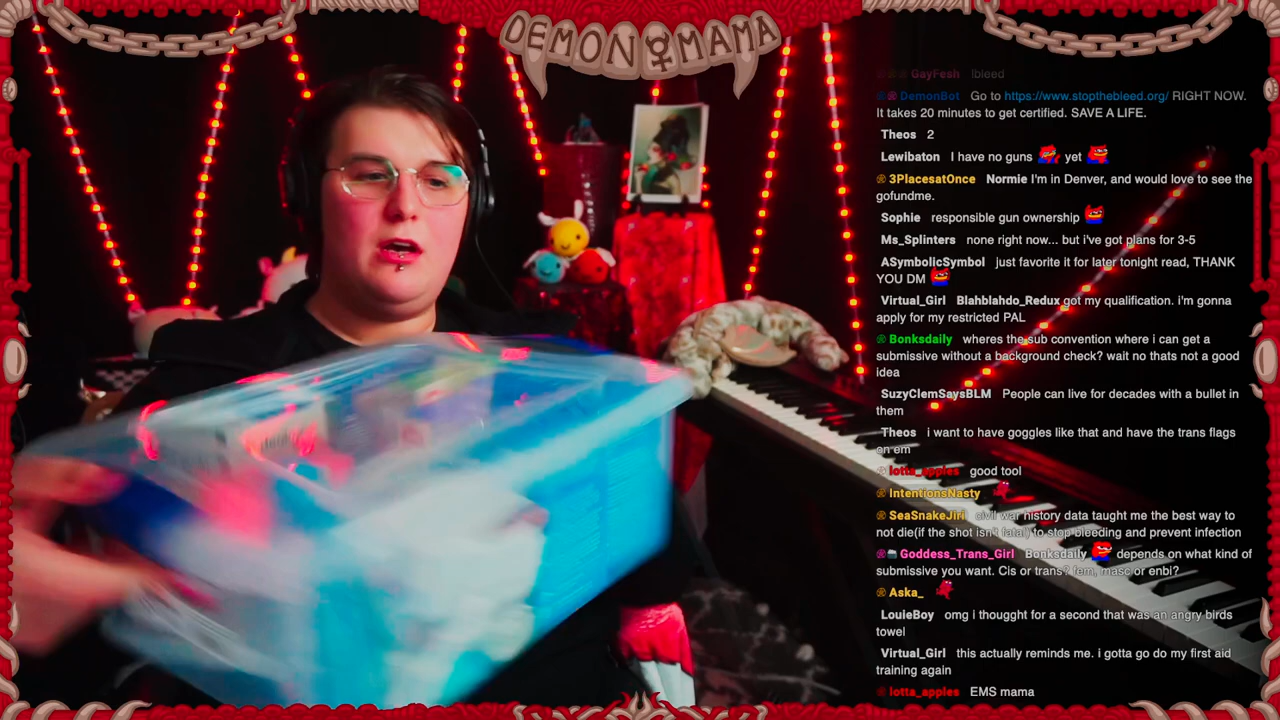 DEMON MAMA
GayFesh !bleed
DemonBot Go to https://www.stopthebleed.org/ RIGHT NOW.
It takes 20 minutes to get certified. SAVE A LIFE.
Theos 2
Lewibaton I have no guns yet
3PlacesatOnce Normie I'm in Denver, and would love to see the
gofundme.
Sophie responsible gun ownership
Ms_Splinters none right now... but i've got plans for 3-5
ASymbolicSymbol just favorite it for later tonight read, THANK
YOU DM
Virtual_Girl Blahblahdo_Redux got my qualification. i'm gonna
apply for my restricted PAL
Bonksdaily wheres the sub convention where i can get a
submissive without a background check? wait no thats not a good
idea
SuzyClemSaysBLM People can live for decades with a bullet in
them
Theos i want to have goggles like that and have the trans flags
on em
lotta_apples good tool
IntentionsNasty
SeaSnakeJiri civil war history data taught me the best way to
not die(if the shot isn't fatal) to stop bleeding and prevent infection
Goddess_Trans_Girl Bonksdaily depends on what kind of
submissive you want. Cis or trans? fem, masc or enbi?
Aska_
LouieBoy omg i thougght for a second that was an angry birds
towel
Virtual_Girl this actually reminds me. i gotta go do my first aid
training again
lotta_apples EMS mama